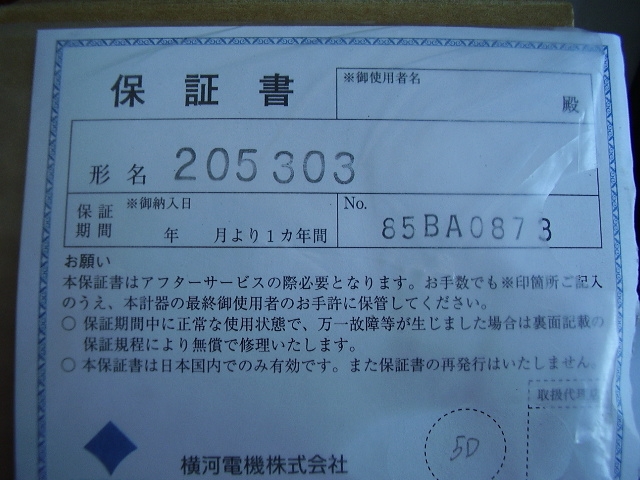 保証書
※御使用者名
殿
形名 205303
保証期間
※御納入日
年 月より1カ年間
No.
85BA0873
お願い
本保証書はアフターサービスの際必要となります。お手数でも※印箇所ご記入
のうえ、本計器の最終御使用者のお手許に保管してください。
○ 保証期間中に正常な使用状態で、万一故障等が生じました場合は裏面記載の
保証規程により無償で修理いたします。
○ 本保証書は日本国内でのみ有効です。また保証書の再発行はいたしません。
取扱代理店
横河電機株式会社
5D